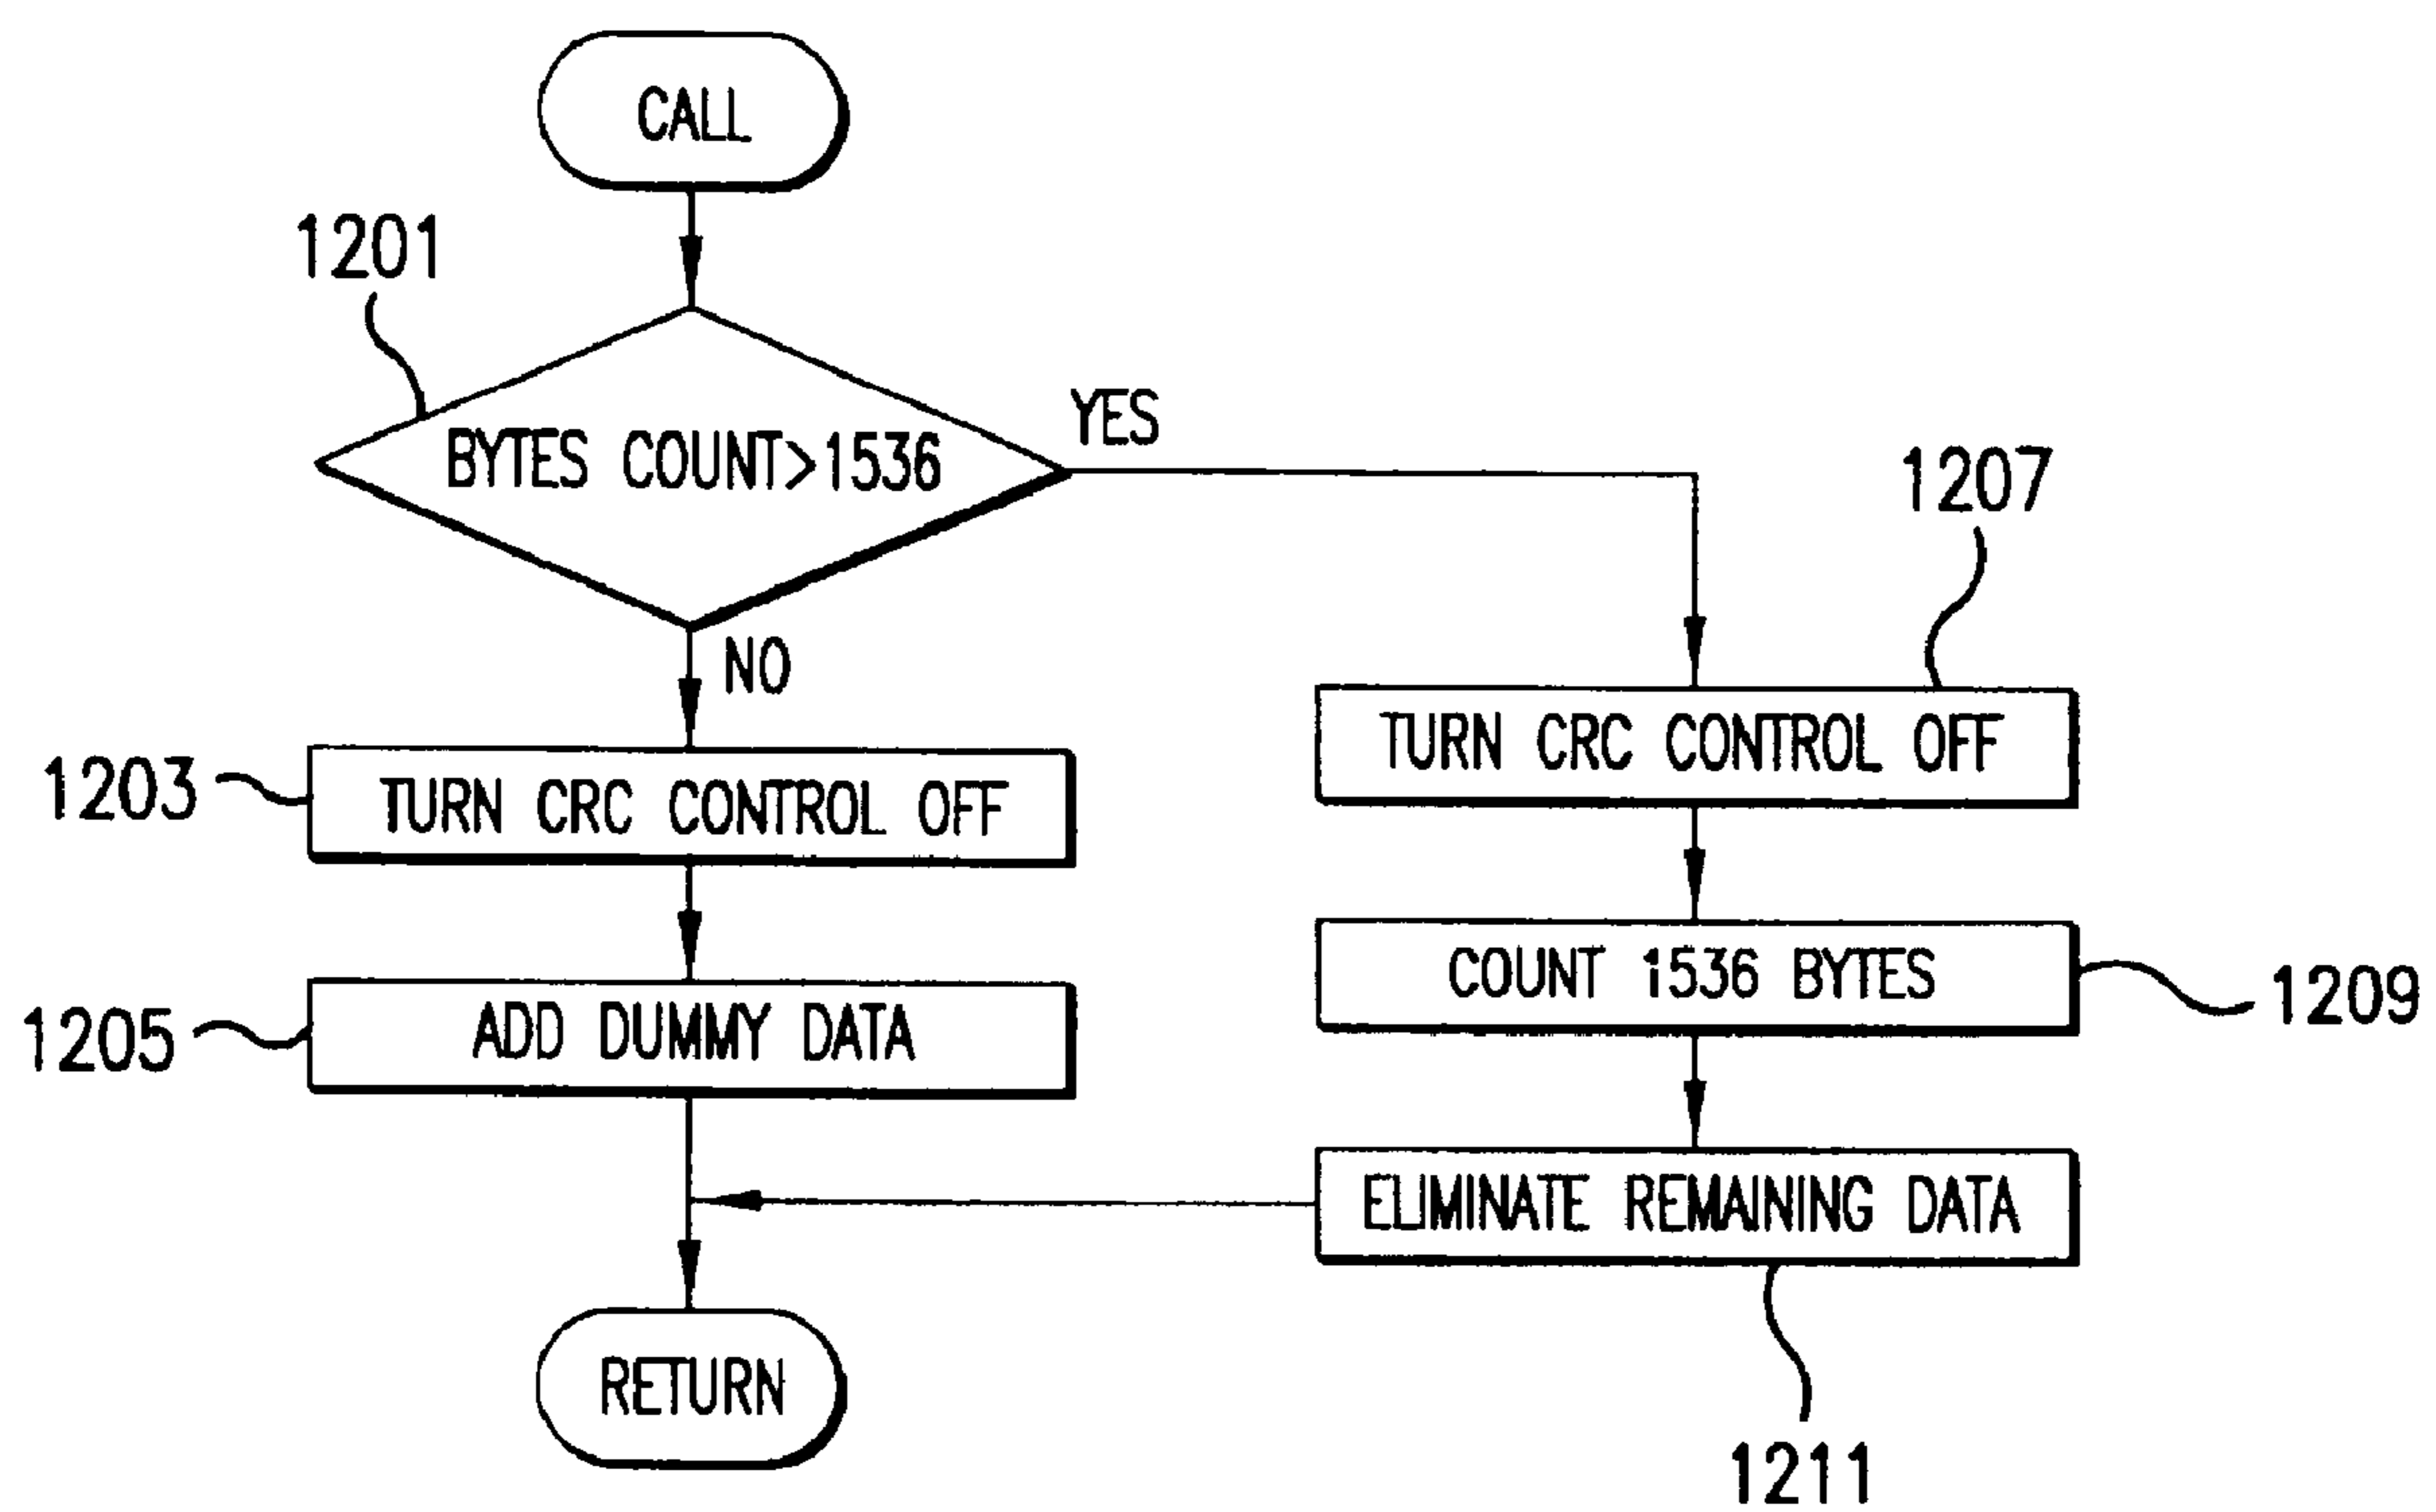 CALL
1201
BYTES COUNT>1536
YES
NO
1207
TURN CRC CONTROL OFF
1203
TURN CRC CONTROL OFF
COUNT 1536 BYTES
1209
1205
ADD DUMMY DATA
ELIMINATE REMAINING DATA
RETURN
1211